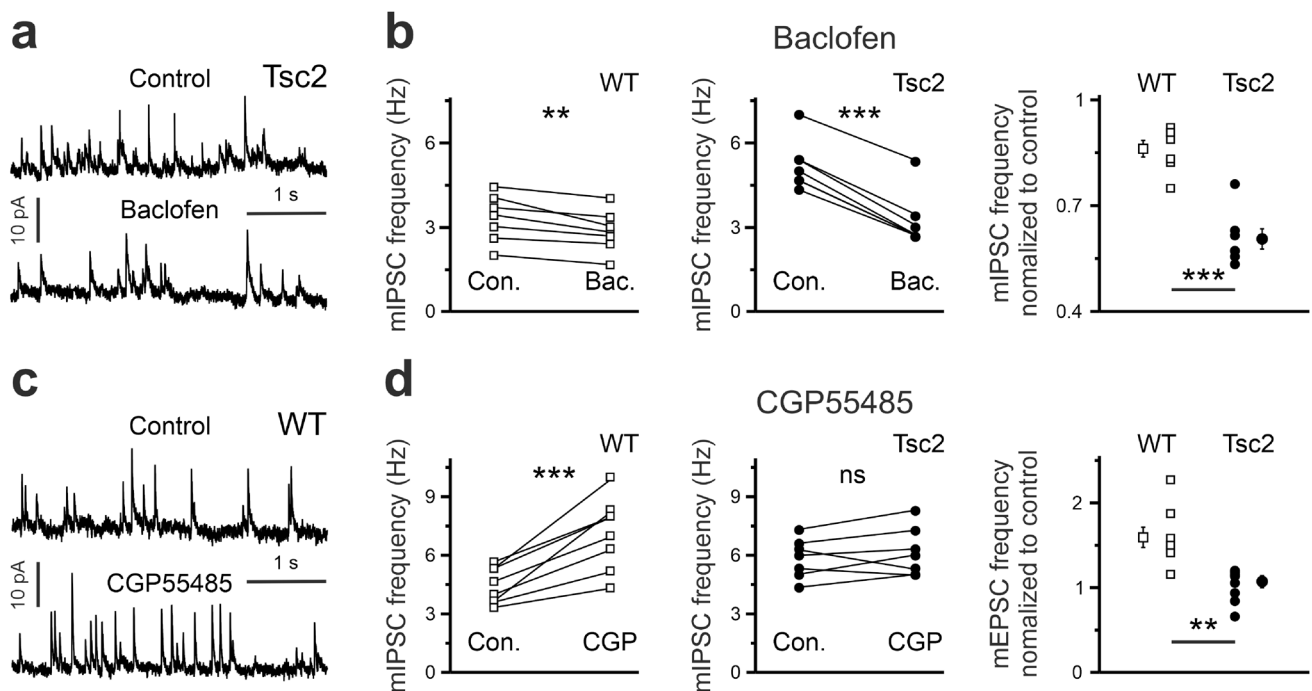 a
Control
Tsc2
Baclofen
1 s
10 pA
b
Baclofen
mIPSC frequency (Hz)
WT
**
6
3
0
Con.
Bac.
mIPSC frequency (Hz)
Tsc2
***
6
3
0
Con.
Bac.
mIPSC frequency
nomalized to control
WT
Tsc2
1
0.7
0.4
***
c
Control
WT
CGP55485
1 s
10 pA
d
CGP55485
mIPSC frequency (Hz)
WT
***
9
6
3
0
Con.
CGP
mIPSC frequency (Hz)
Tsc2
ns
9
6
3
0
Con.
CGP
mEPSC frequency
nomalized to control
WT
Tsc2
2
1
0
**